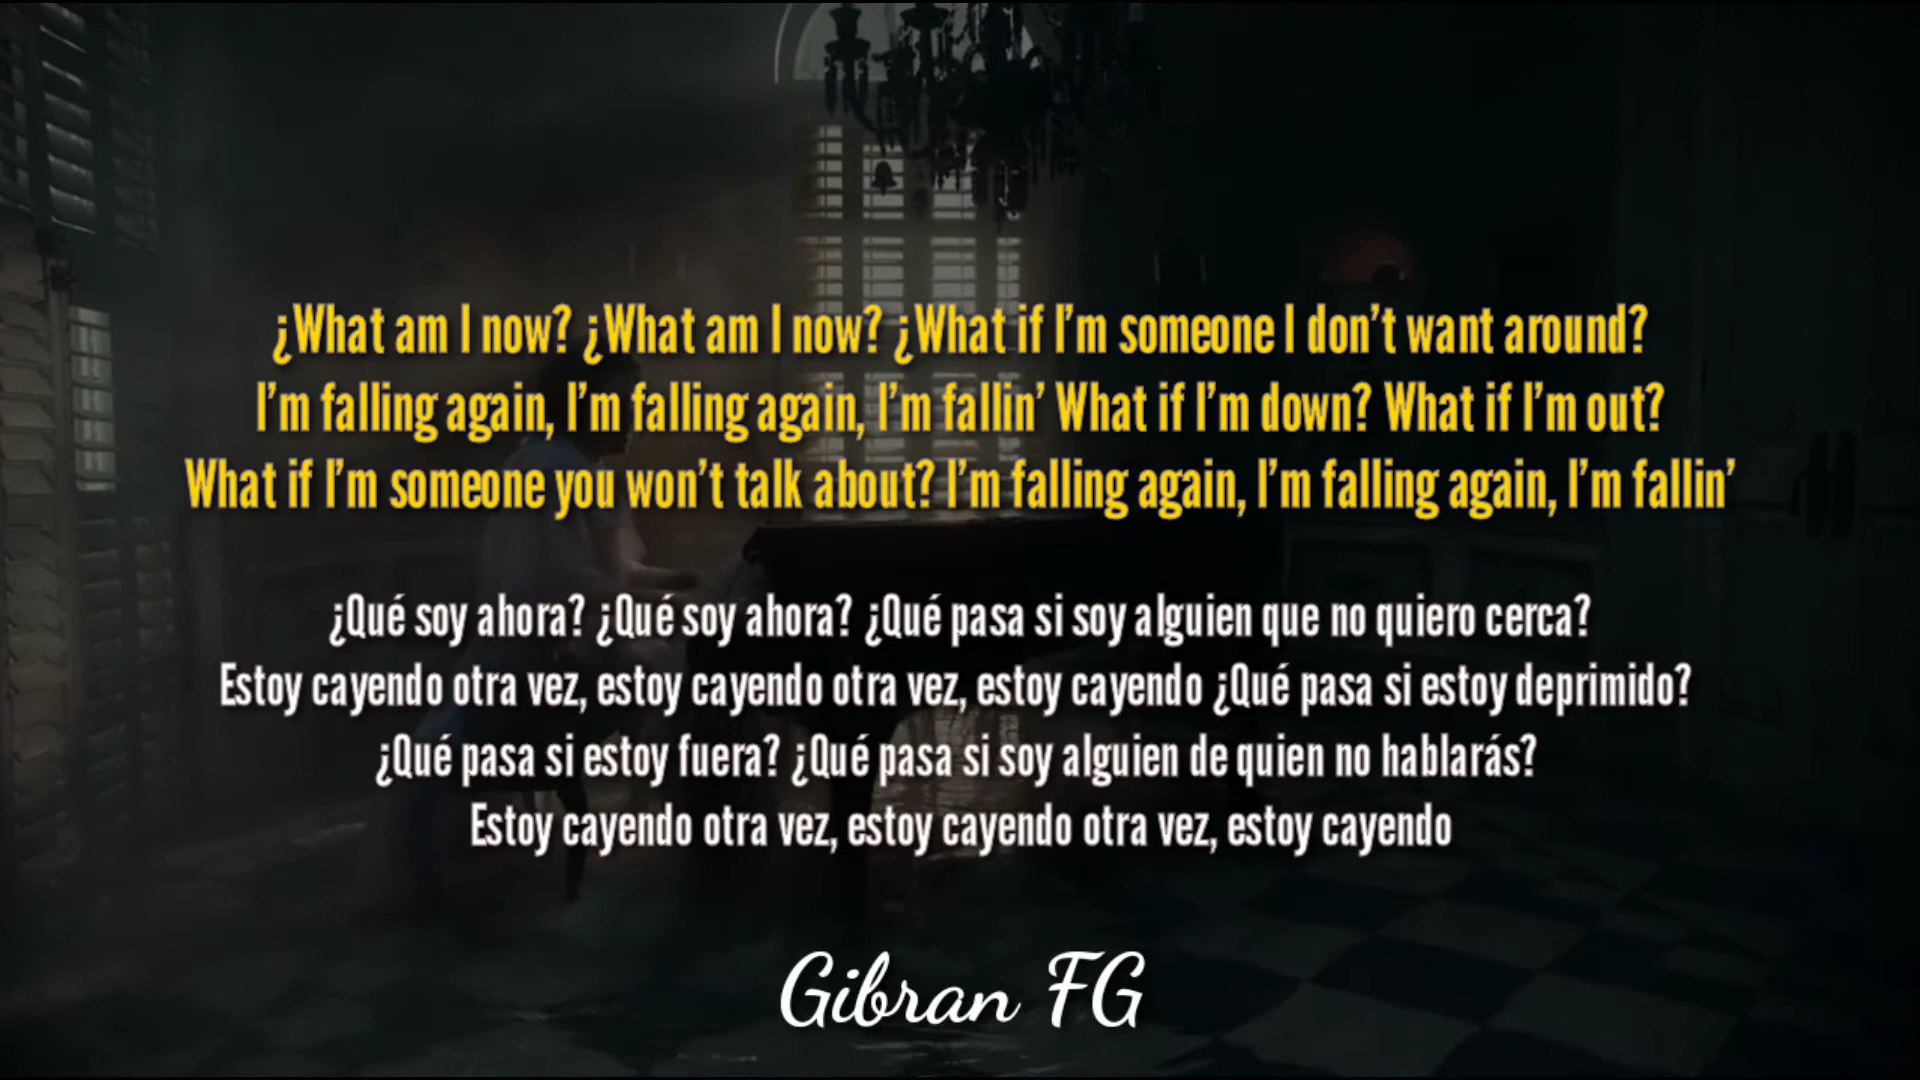 ¿What am I now? ¿What am I now? ¿What if I'm someone I don't want around?
I'm falling again, I'm falling again, I'm fallin' What if I'm down? What if I'm out?
What if I'm someone you won't talk about? I'm falling again, I'm falling again, I'm fallin'
¿Qué soy ahora? ¿Qué soy ahora? ¿Qué pasa si soy alguien que no quiero cerca?
Estoy cayendo otra vez, estoy cayendo otra vez, estoy cayendo ¿Qué pasa si estoy deprimido?
¿Qué pasa si estoy fuera? ¿Qué pasa si soy alguien de quien no hablarás?
Estoy cayendo otra vez, estoy cayendo otra vez, estoy cayendo
Gibran FG